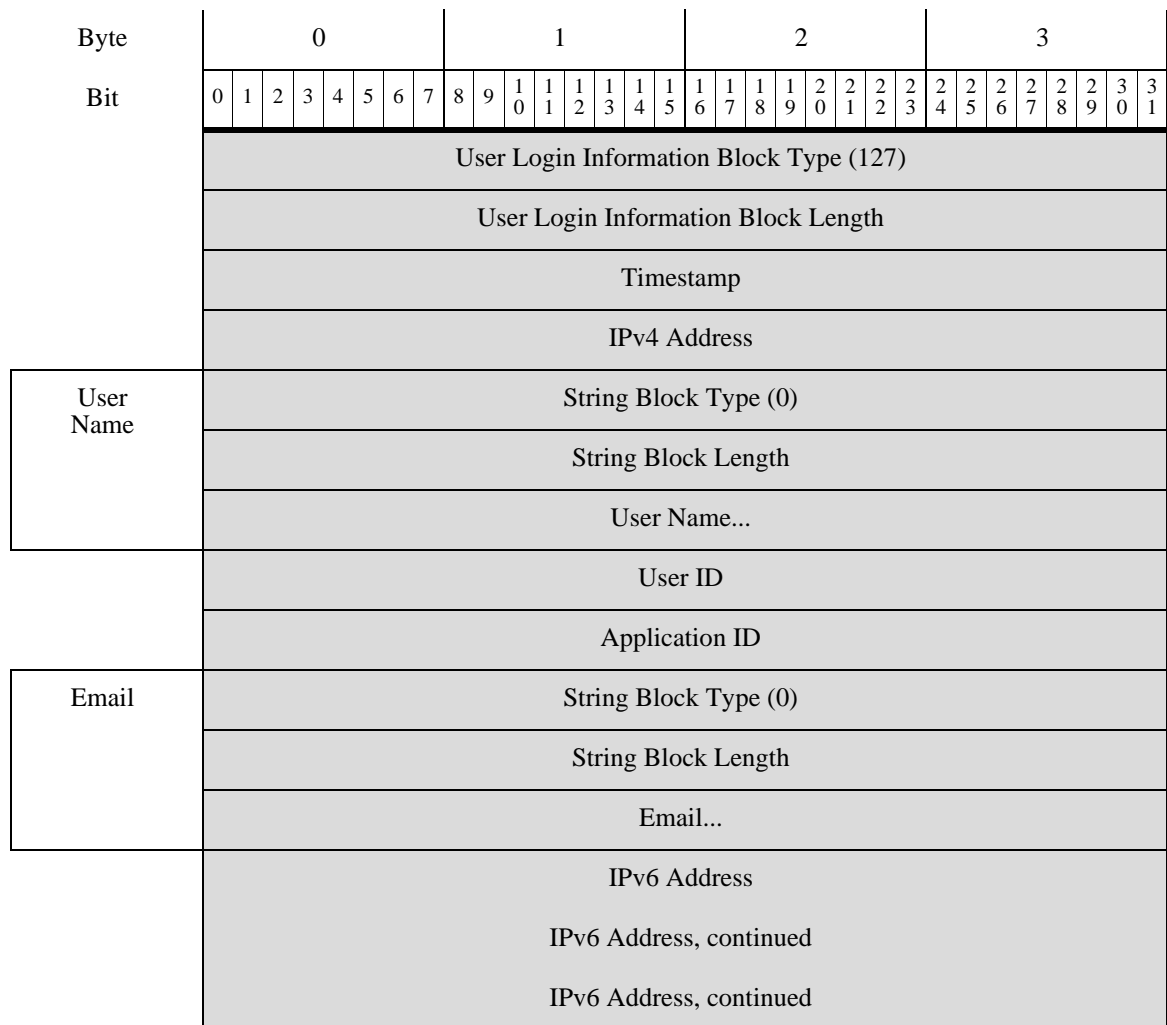 Byte 0 1 2 3
Bit 0 1 2 3 4 5 6 7 8 9 10 11 12 13 14 15 16 17 18 19 20 21 22 23 24 25 26 27 28 29 30 31
User Login Information Block Type (127)
User Login Information Block Length
Timestamp
IPv4 Address
User Name
String Block Type (0)
String Block Length
User Name...
User ID
Application ID
Email
String Block Type (0)
String Block Length
Email...
IPv6 Address
IPv6 Address, continued
IPv6 Address, continued